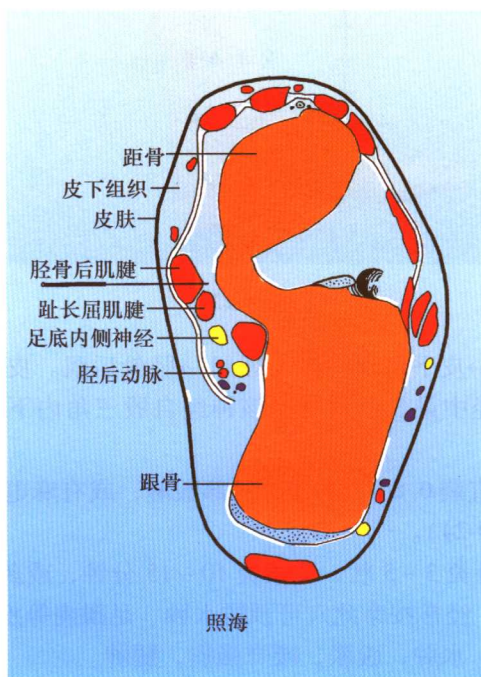 距骨
皮下组织
皮肤
胫骨后肌腱
趾长屈肌腱
足底内侧神经
胫后动脉
跟骨
照海